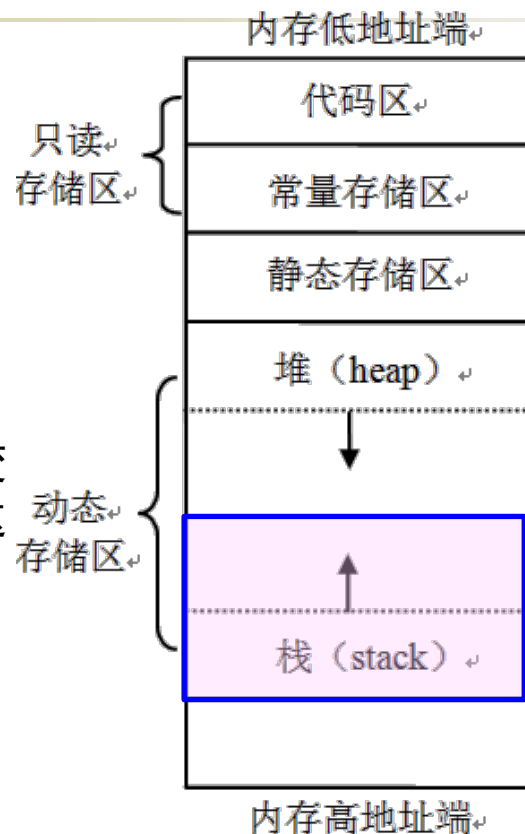 内存低地址端
代码区
只读
存储区
常量存储区
静态存储区
堆（heap）
动态
存储区
栈（stack）
内存高地址端